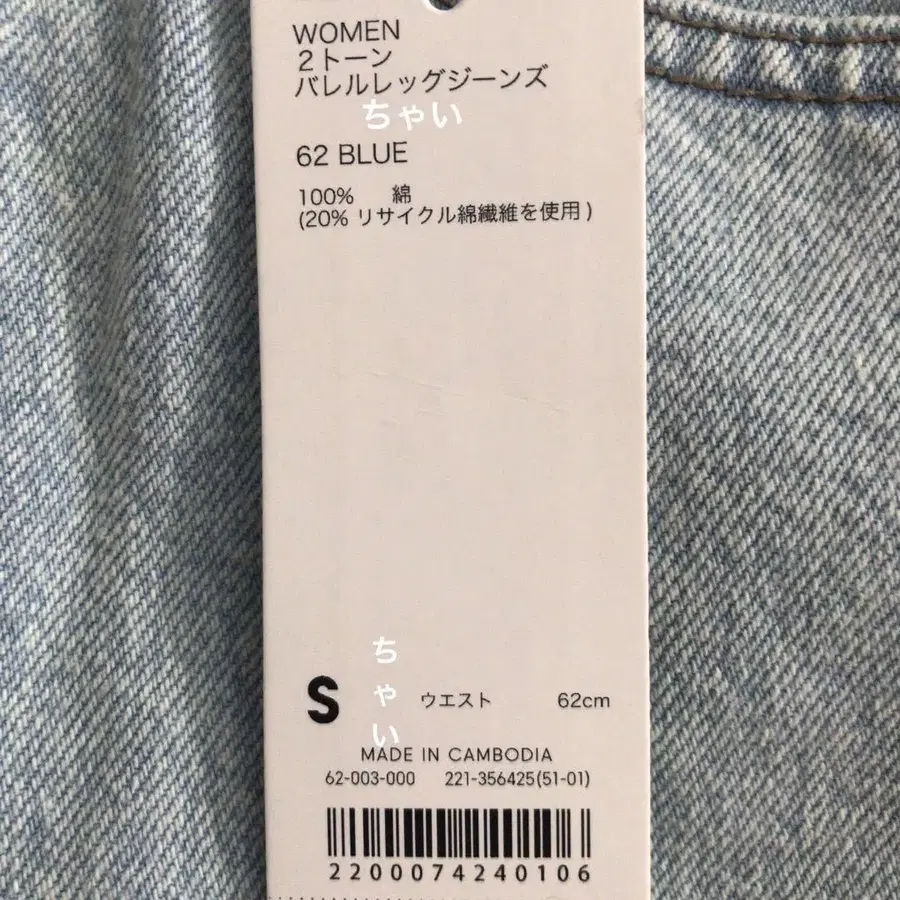 WOMEN
2トーン
バレルレッグジーンズ
ちゃい
62 BLUE
100% 綿
(20% リサイクル綿繊維を使用)
ちゃい
S ウエスト 62cm
MADE IN CAMBODIA
62-003-000 221-356425(51-01)
2200074240106